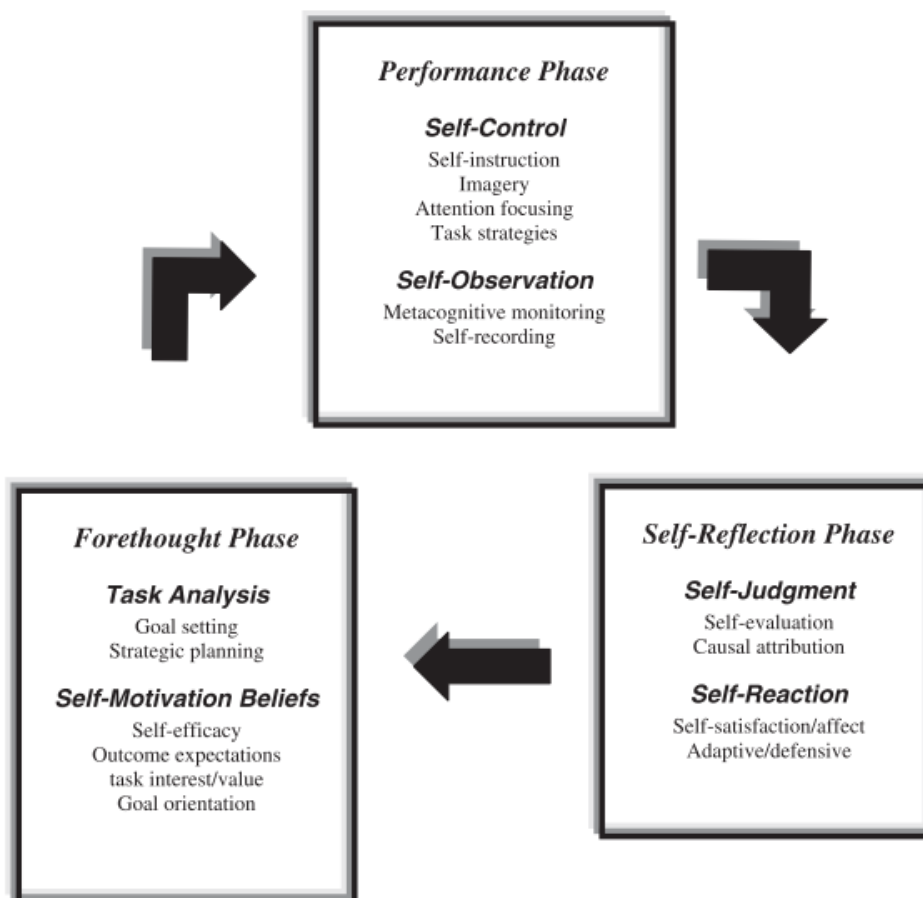 Performance Phase
Self-Control
Self-instruction
Imagery
Attention focusing
Task strategies
Self-Observation
Metacognitive monitoring
Self-recording
Forethought Phase
Task Analysis
Goal setting
Strategic planning
Self-Motivation Beliefs
Self-efficacy
Outcome expectations
task interest/value
Goal orientation
Self-Reflection Phase
Self-Judgment
Self-evaluation
Causal attribution
Self-Reaction
Self-satisfaction/affect
Adaptive/defensive